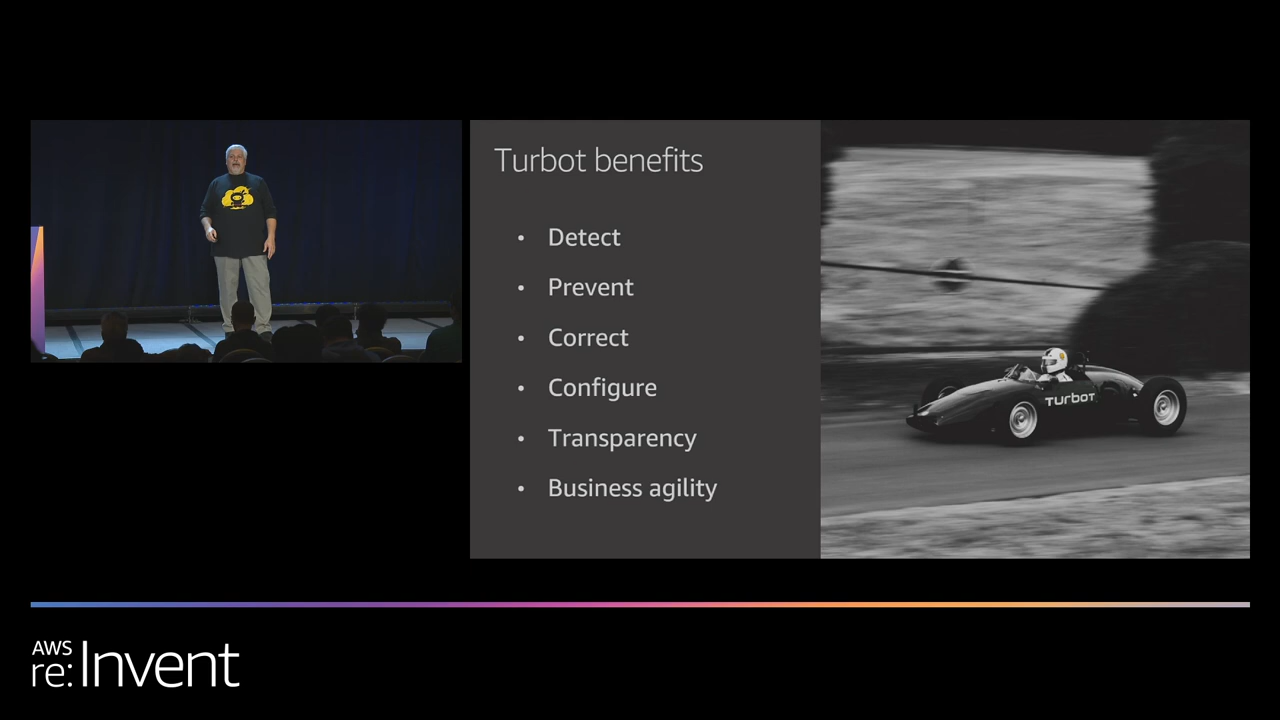 Turbot benefits
• Detect
• Prevent
• Correct
• Configure
• Transparency
• Business agility
Turbot
AWS
re:Invent